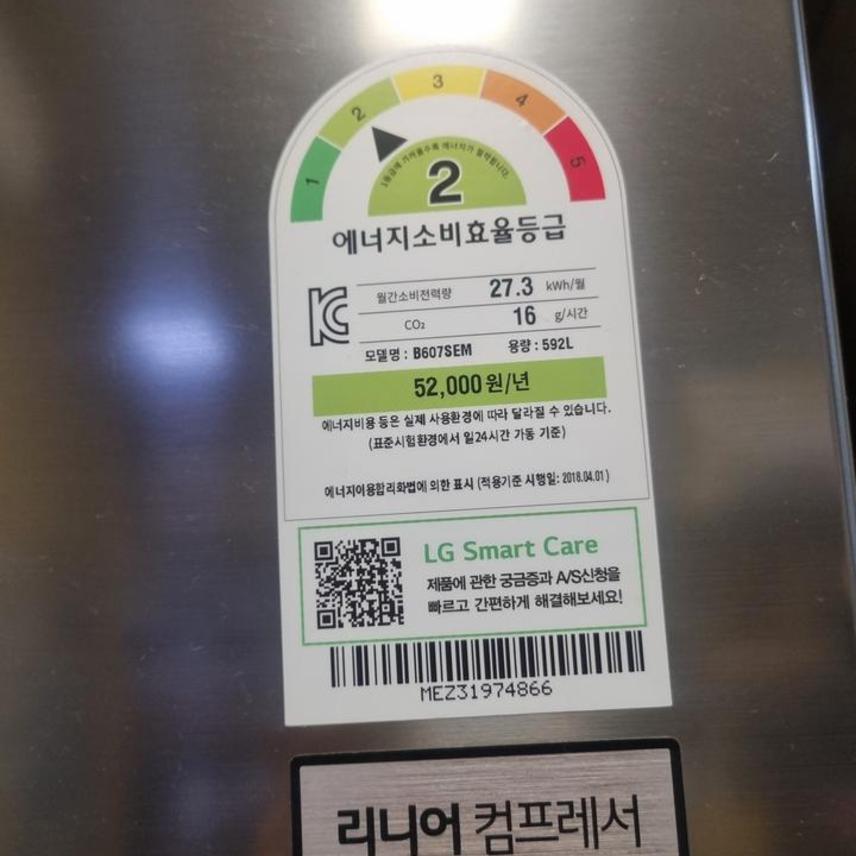 1 2 3 4 5
1등급에 가까울수록 에너지가 절약됩니다.
2
에너지소비효율등급
월간소비전력량 27.3 kWh/월
CO₂ 16 g/시간
모델명 : B607SEM 용량 : 592L
52,000원/년
에너지비용 등은 실제 사용환경에 따라 달라질 수 있습니다.
(표준시험환경에서 일24시간 가동 기준)
에너지이용합리화법에 의한 표시 (적용기준 시행일: 2018.04.01)
LG Smart Care
제품에 관한 궁금증과 A/S신청을
빠르고 간편하게 해결해보세요!
MEZ31974866
리니어 컴프레서